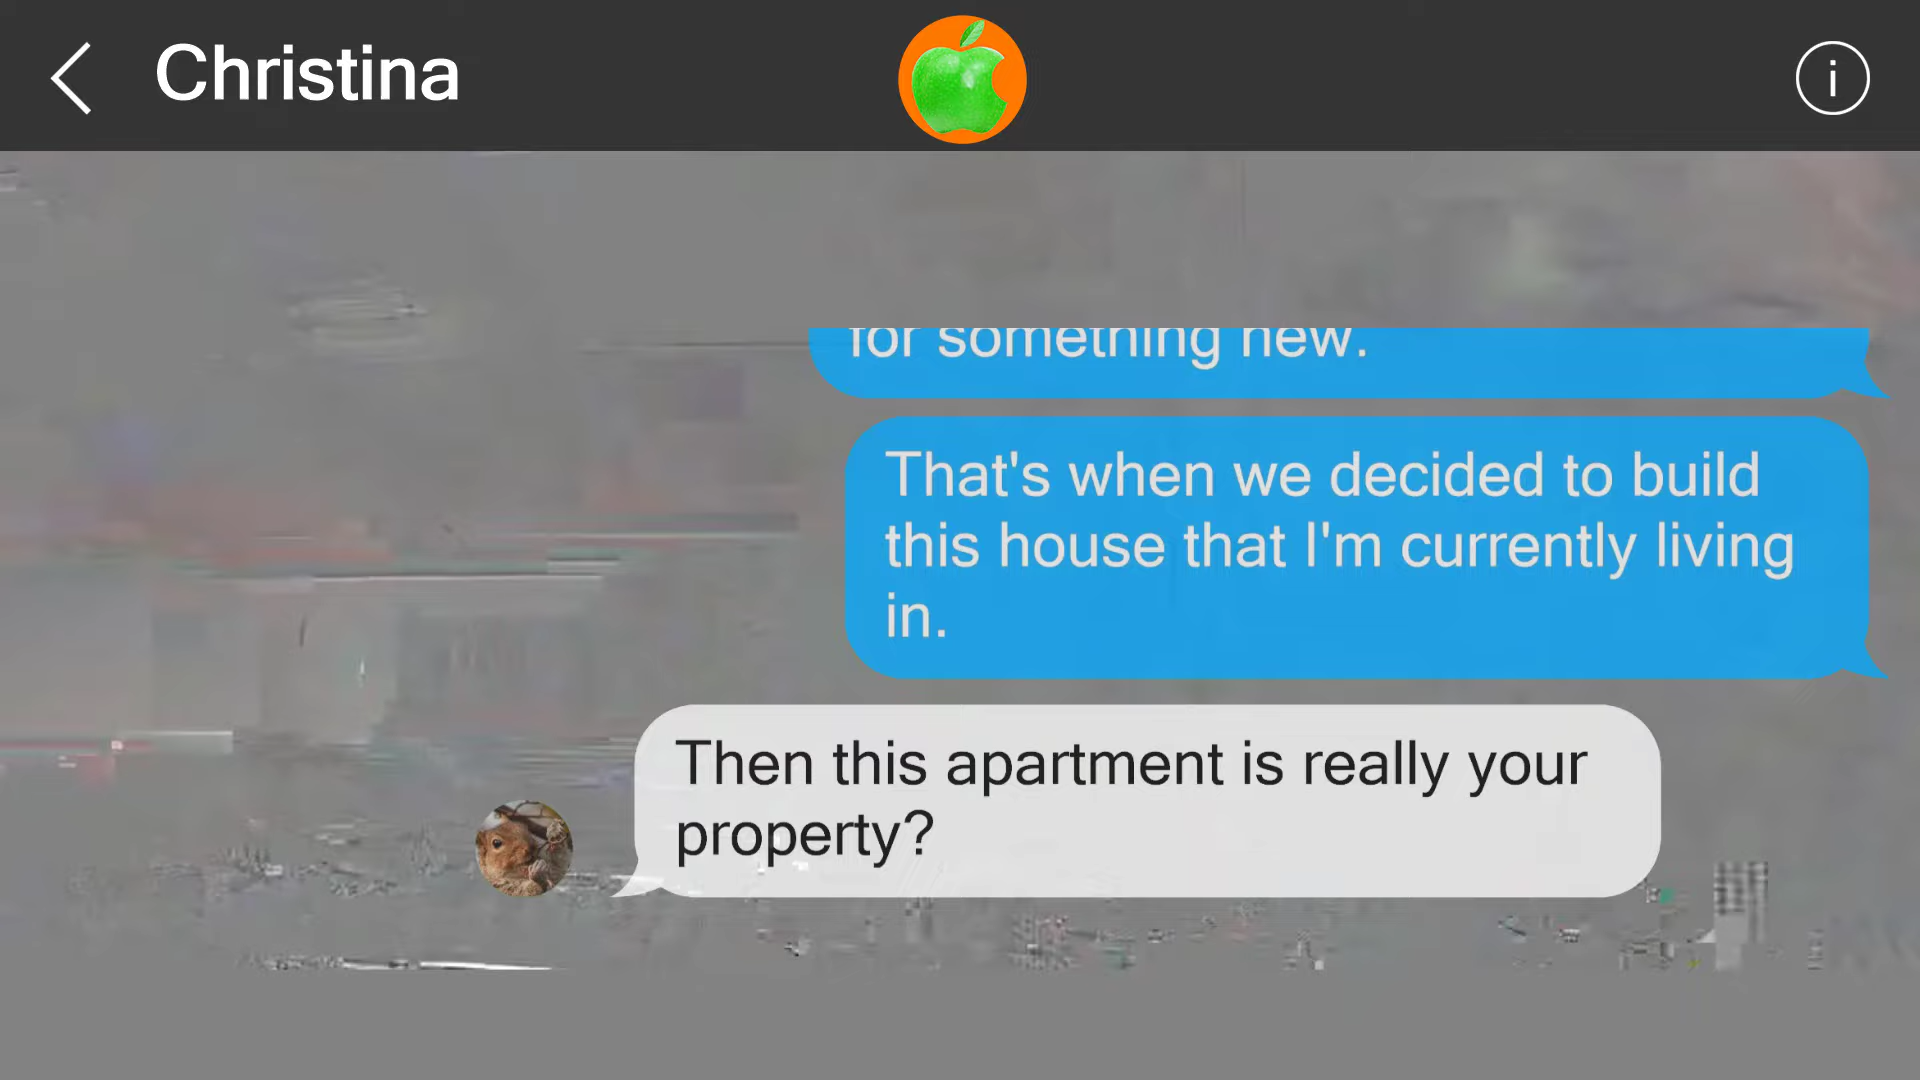 Christina
for something new.
That's when we decided to build
this house that I'm currently living
in.
Then this apartment is really your
property?